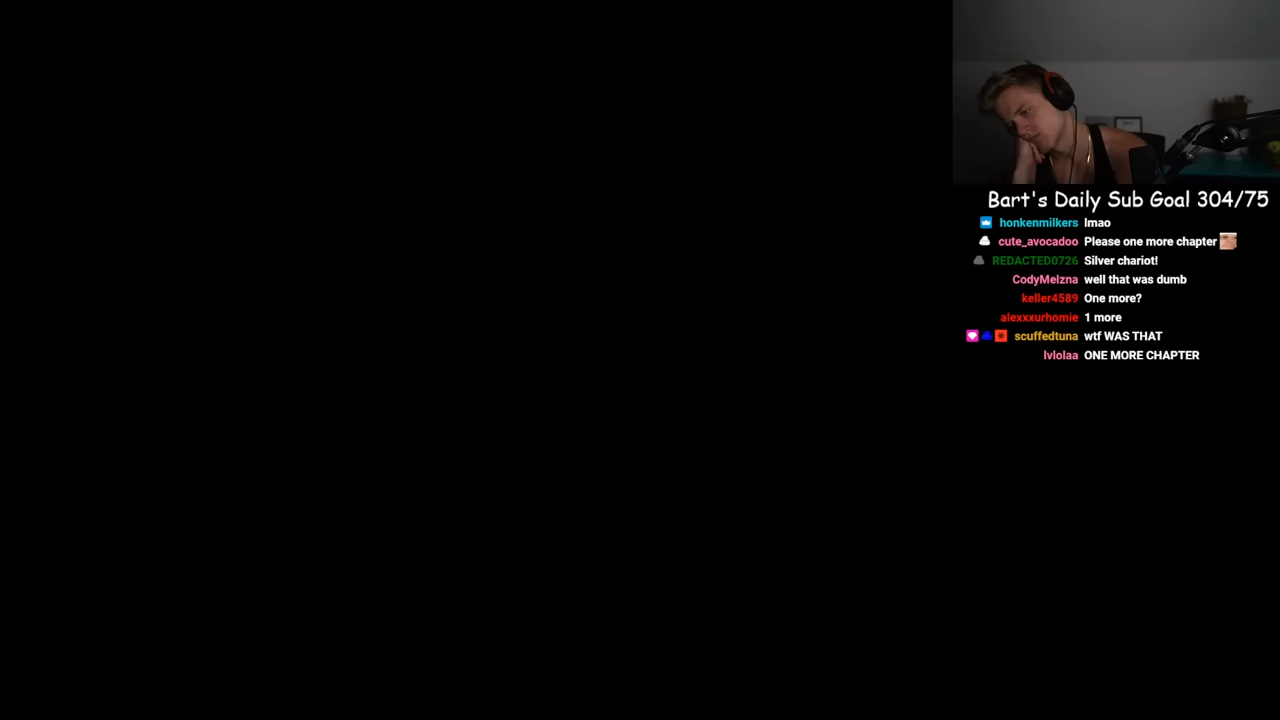 Bart's Daily Sub Goal 304/75
honkenmilkers lmao
cute_avocadoo Please one more chapter
REDACTED0726 Silver chariot!
CodyMelzna well that was dumb
keller4589 One more?
alexxxurhomie 1 more
scuffedtuna wtf WAS THAT
lvlolaa ONE MORE CHAPTER